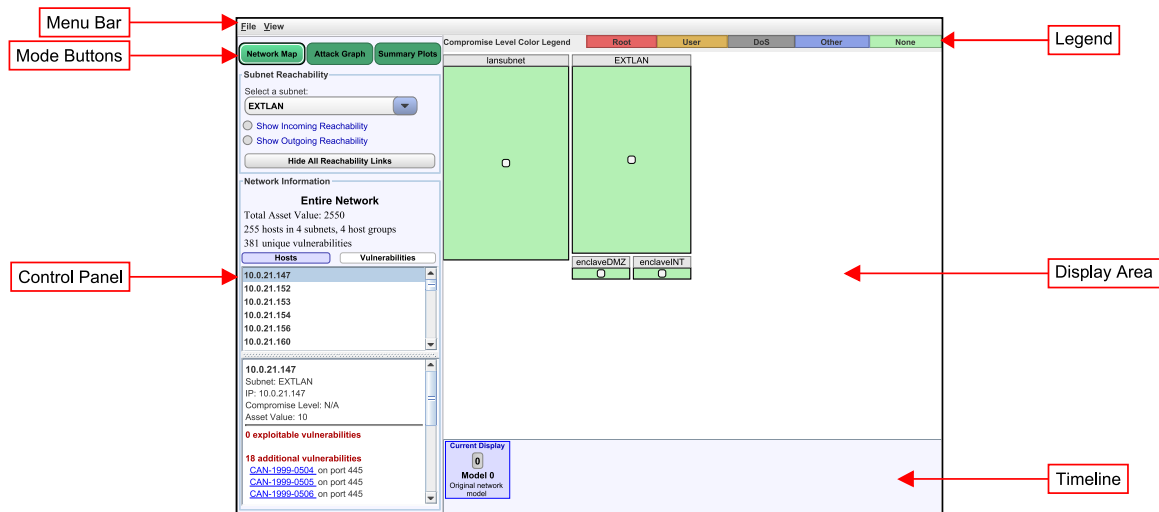 Menu Bar
Mode Buttons
Control Panel
Legend
Display Area
Timeline
File View
Network Map Attack Graph Summary Plots
Subnet Reachability
Select a subnet:
EXTLAN
Show Incoming Reachability
Show Outgoing Reachability
Hide All Reachability Links
Network Information
Entire Network
Total Asset Value: 2550
255 hosts in 4 subnets, 4 host groups
381 unique vulnerabilities
Hosts Vulnerabilities
10.0.21.147
10.0.21.152
10.0.21.153
10.0.21.154
10.0.21.156
10.0.21.160
10.0.21.147
Subnet: EXTLAN
IP: 10.0.21.147
Compromise Level: N/A
Asset Value: 10
0 exploitable vulnerabilities
18 additional vulnerabilities
CAN-1999-0504 on port 445
CAN-1999-0505 on port 445
CAN-1999-0506 on port 445
Compromise Level Color Legend Root User DoS Other None
lansubnet EXTLAN
enclaveDMZ enclaveINT
Current Display
0
Model 0
Original network
model